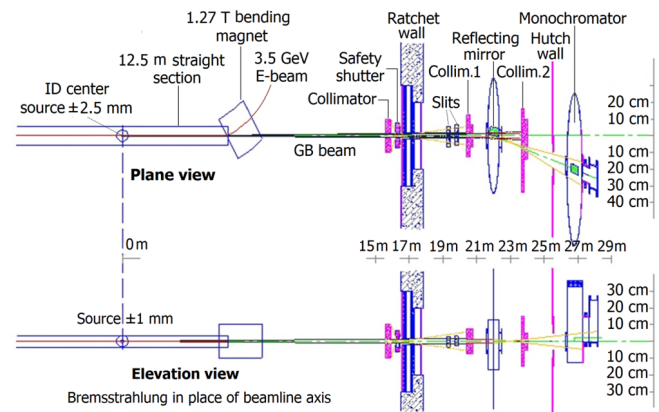 1.27 T bending
magnet
Ratchet
wall
Monochromator
12.5 m straight
section
3.5 GeV
E-beam
Safety
shutter
Reflecting
mirror
Hutch
wall
ID center
source ±2.5 mm
Collimator
Collim.1
Collim.2
Slits
20 cm
10 cm
GB beam
10 cm
20 cm
30 cm
40 cm
Plane view
0 m
15m 17m 19m 21m 23m 25m 27m 29m
Source ±1 mm
30 cm
20 cm
10 cm
10 cm
20 cm
30 cm
Elevation view
Bremsstrahlung in place of beamline axis